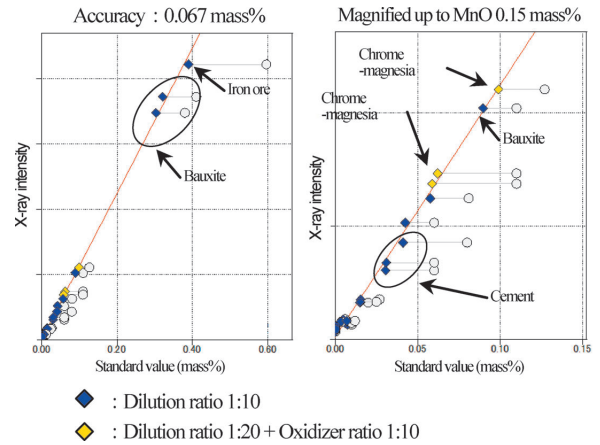 Accuracy : 0.067 mass%
X-ray intensity
Iron ore
Bauxite
0.00 0.20 0.40 0.60
Standard value (mass%)
Magnified up to MnO 0.15 mass%
X-ray intensity
Chrome
-magnesia
Chrome
-magnesia
Bauxite
Cement
0.00 0.05 0.10 0.15
Standard value (mass%)
: Dilution ratio 1:10
: Dilution ratio 1:20 + Oxidizer ratio 1:10